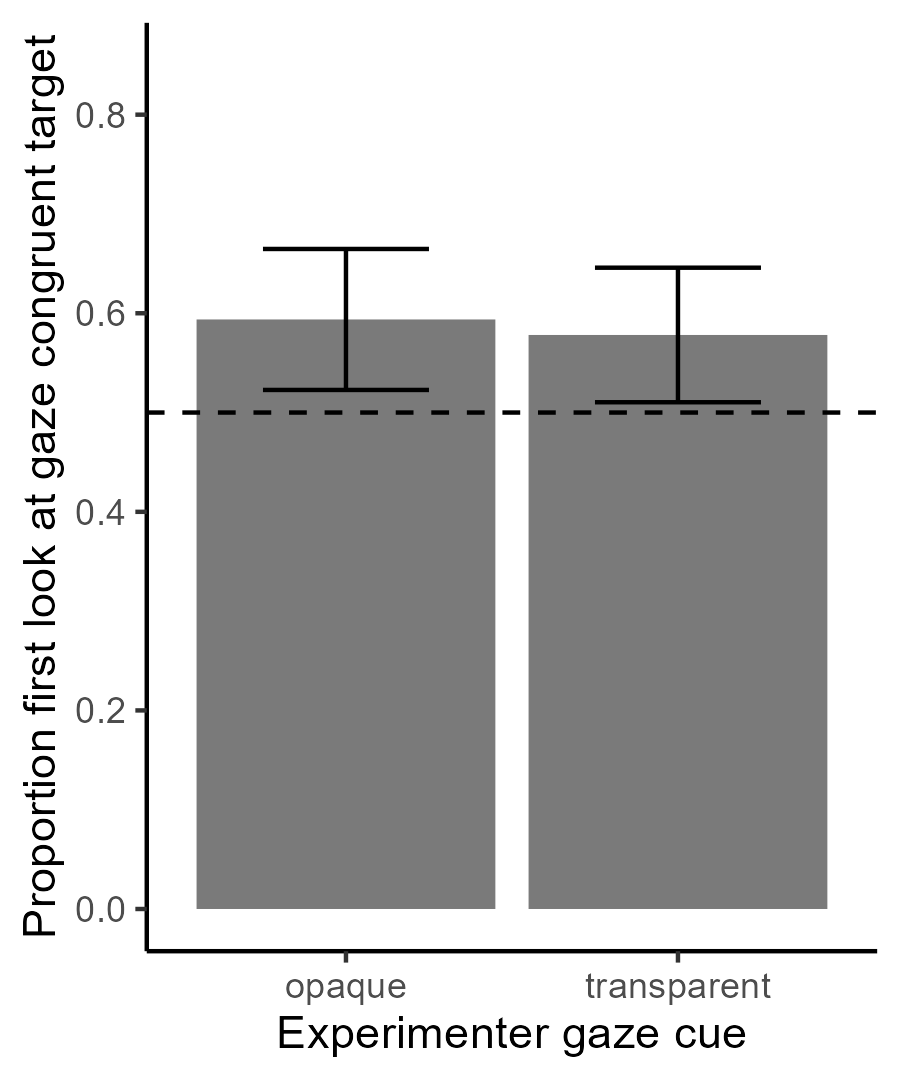 Proportion first look at gaze congruent target
0.8
0.6
0.4
0.2
0.0
opaque
transparent
Experimenter gaze cue